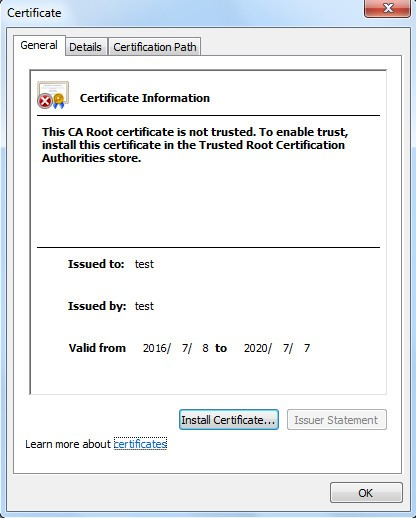 Certificate
General Details Certification Path
Certificate Information
This CA Root certificate is not trusted. To enable trust,
install this certificate in the Trusted Root Certification
Authorities store.
Issued to: test
Issued by: test
Valid from 2016/ 7/ 8 to 2020/ 7/ 7
Install Certificate... Issuer Statement
Learn more about certificates
OK